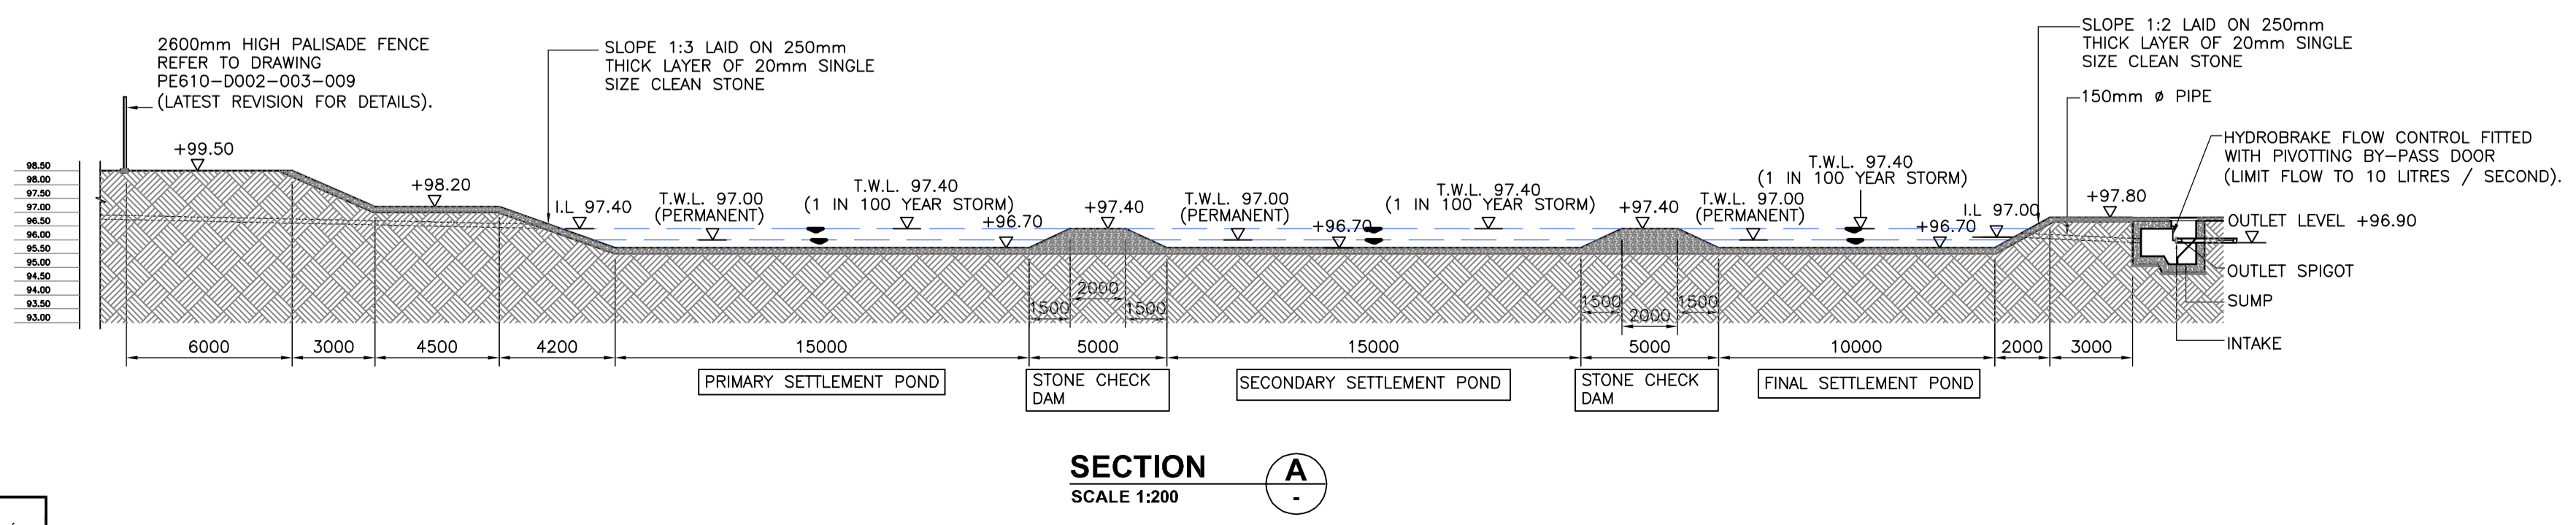 2600mm HIGH PALISADE FENCE
REFER TO DRAWING
PE610-D002-003-009
(LATEST REVISION FOR DETAILS).
SLOPE 1:3 LAID ON 250mm
THICK LAYER OF 20mm SINGLE
SIZE CLEAN STONE
SLOPE 1:2 LAID ON 250mm
THICK LAYER OF 20mm SINGLE
SIZE CLEAN STONE
150mm ø PIPE
HYDROBRAKE FLOW CONTROL FITTED
WITH PIVOTTING BY-PASS DOOR
(LIMIT FLOW TO 10 LITRES / SECOND).
98.50
98.00
97.50
97.00
96.50
96.00
95.50
95.00
94.50
94.00
93.50
93.00
+99.50
+98.20
I.L 97.40
T.W.L. 97.00
(PERMANENT)
T.W.L. 97.40
(1 IN 100 YEAR STORM)
+96.70
+97.40
T.W.L. 97.00
(PERMANENT)
+96.70
T.W.L. 97.40
(1 IN 100 YEAR STORM)
+97.40
T.W.L. 97.00
(PERMANENT)
T.W.L. 97.40
(1 IN 100 YEAR STORM)
+96.70
I.L 97.00
+97.80
OUTLET LEVEL +96.90
OUTLET SPIGOT
SUMP
INTAKE
1500
2000
1500
1500
2000
1500
6000
3000
4500
4200
15000
5000
15000
5000
10000
2000
3000
PRIMARY SETTLEMENT POND
STONE CHECK
DAM
SECONDARY SETTLEMENT POND
STONE CHECK
DAM
FINAL SETTLEMENT POND
SECTION
SCALE 1:200
A
-